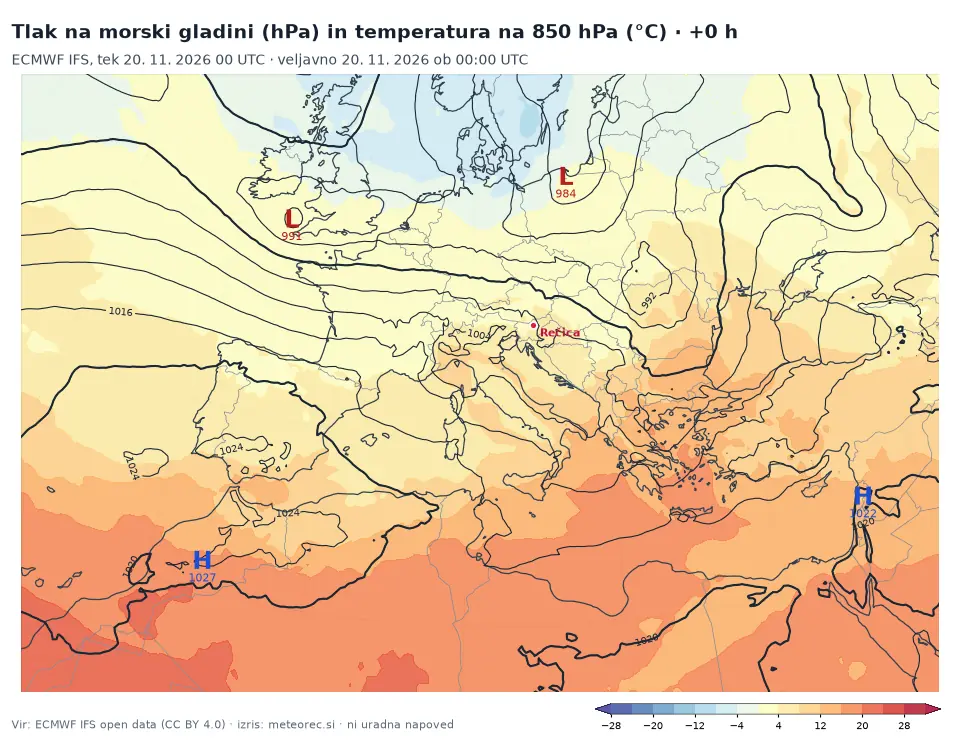 Tlak na morski gladini (hPa) in temperatura na 850 hPa (°C) · +0 h
ECMWF IFS, tek 20. 11. 2026 00 UTC · veljavno 20. 11. 2026 ob 00:00 UTC
L
984
L
991
992
1016
1004
Rečica
1024
1024
1024
H
1022
1020
H
1027
1020
1020
−28 −20 −12 −4 4 12 20 28
Vir: ECMWF IFS open data (CC BY 4.0) · izris: meteorec.si · ni uradna napoved